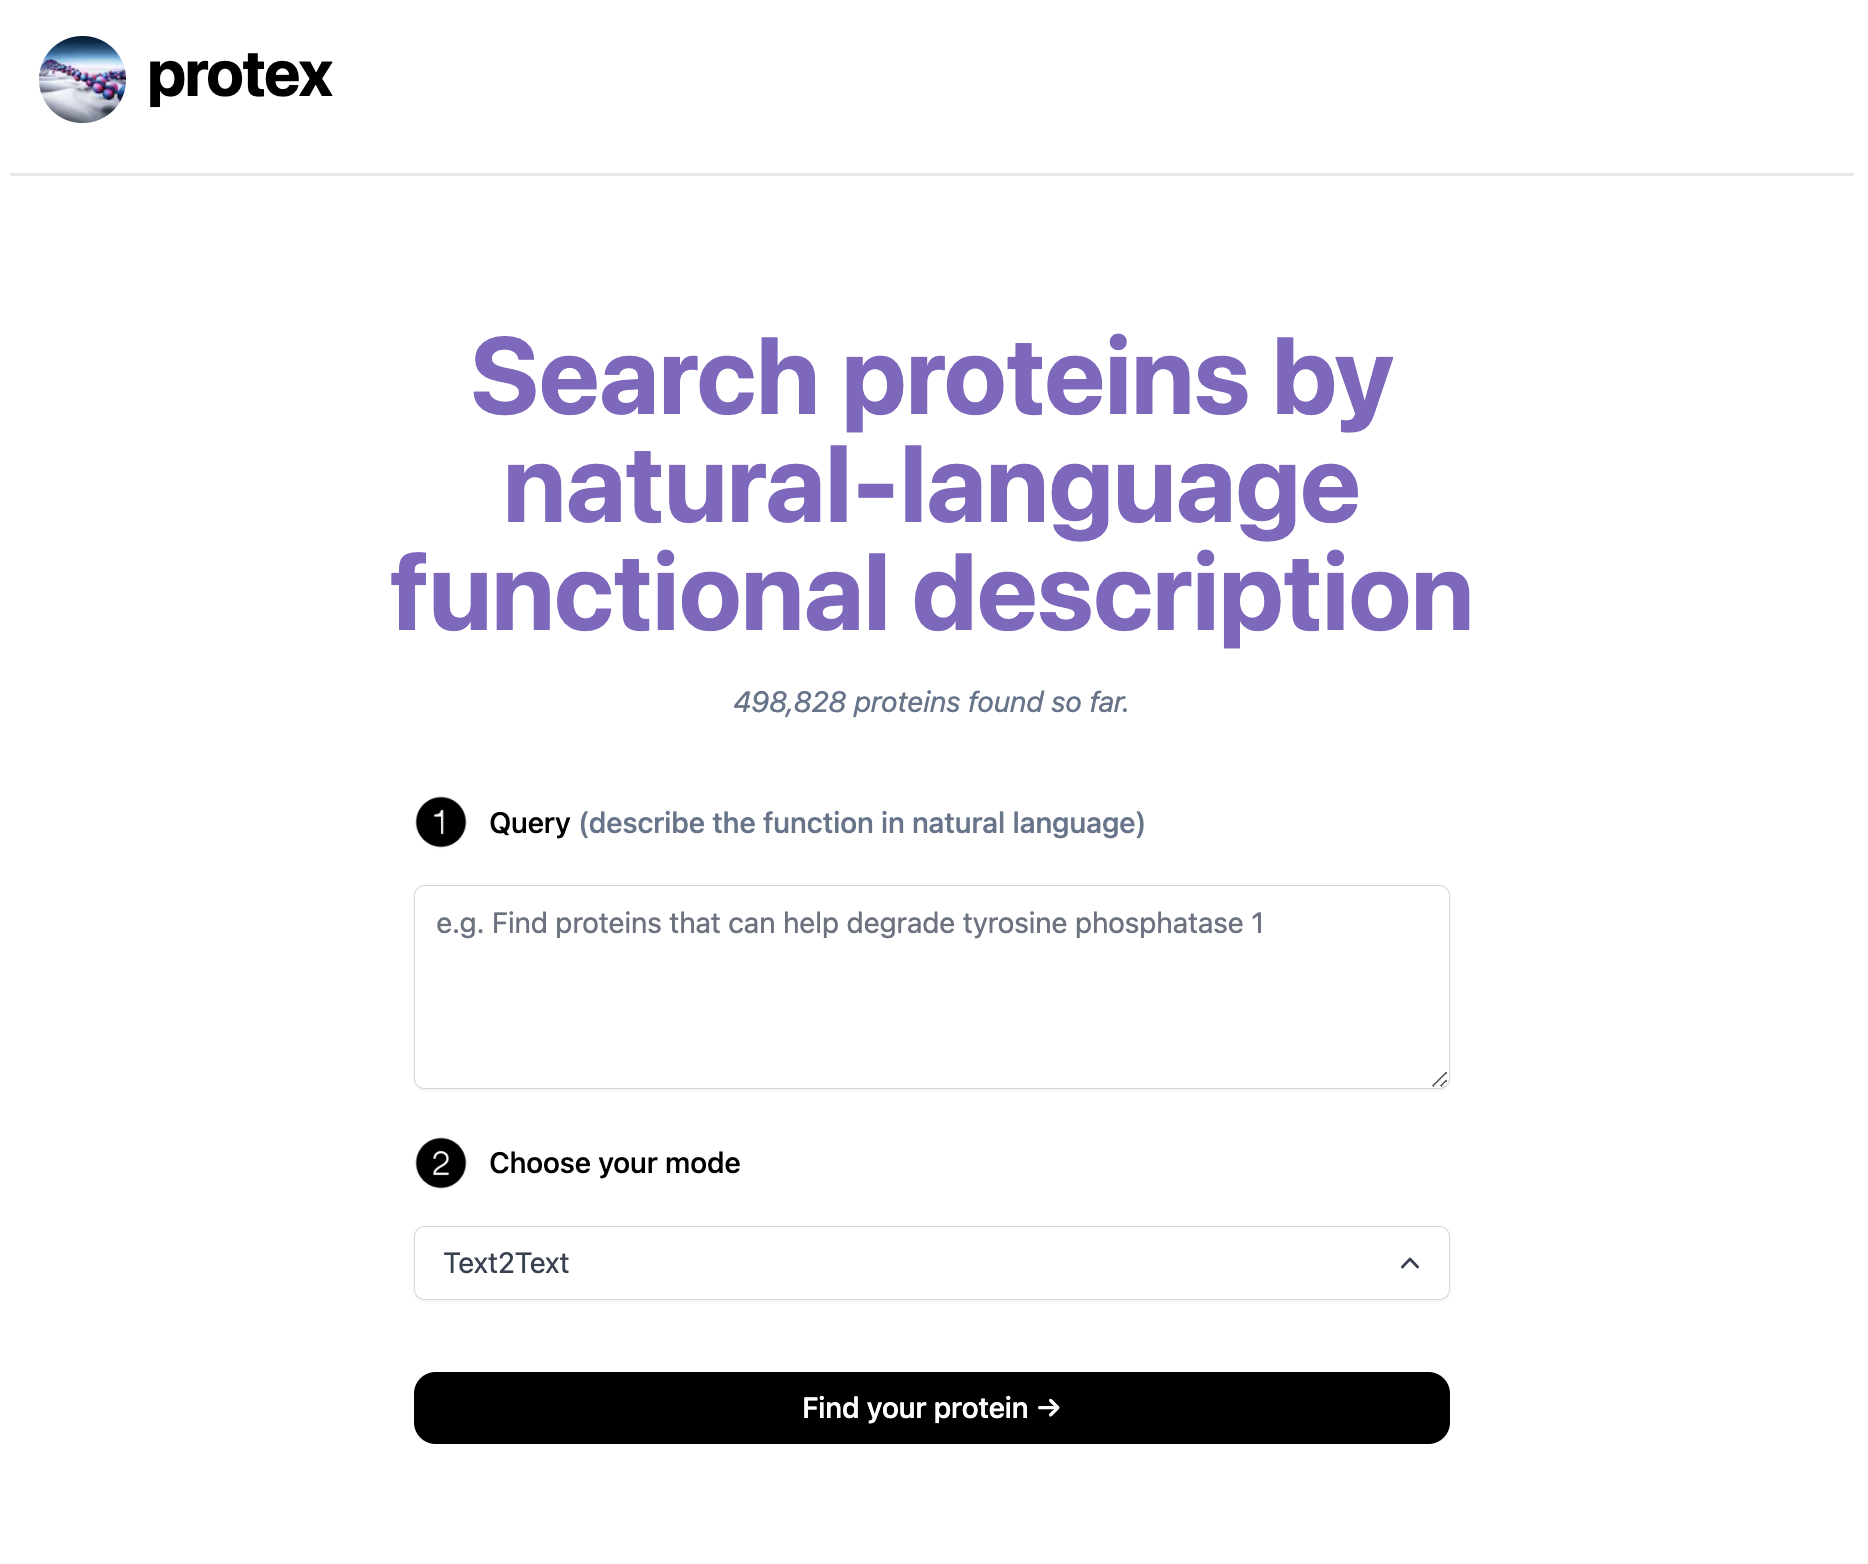 protex
Search proteins by
natural-language
functional description
498,828 proteins found so far.
1 Query (describe the function in natural language)
e.g. Find proteins that can help degrade tyrosine phosphatase 1
2 Choose your mode
Text2Text
Find your protein →